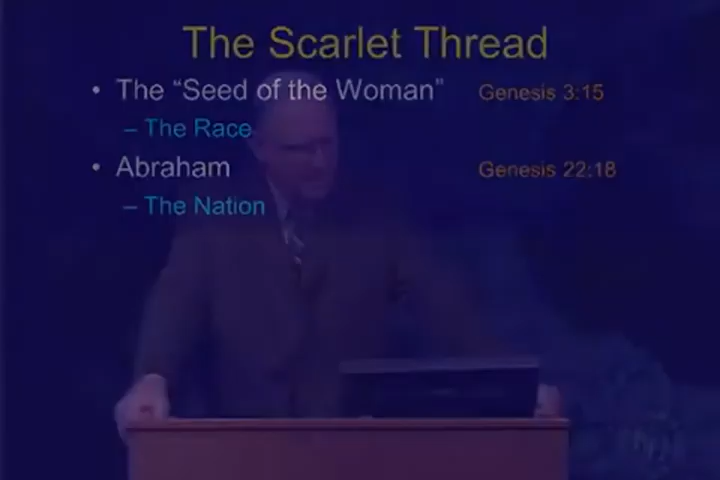 The Scarlet Thread
• The “Seed of the Woman” Genesis 3:15
– The Race
• Abraham Genesis 22:18
– The Nation